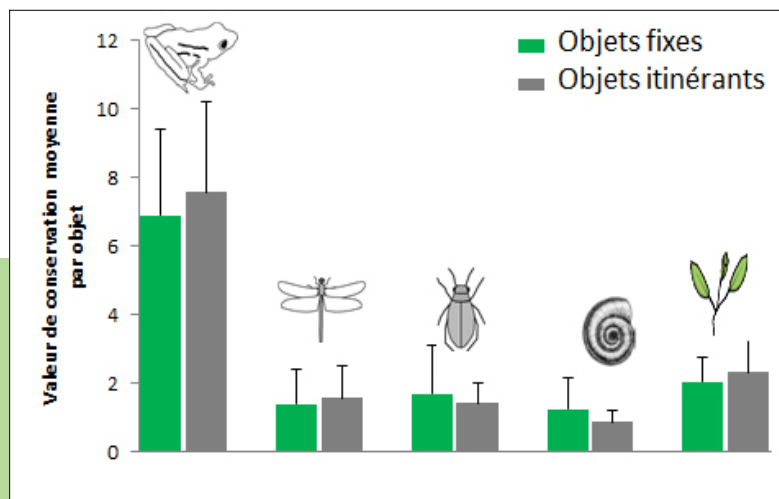 Objets fixes
Objets itinérants
Valeur de conservation moyenne
par objet
12
10
8
6
4
2
0